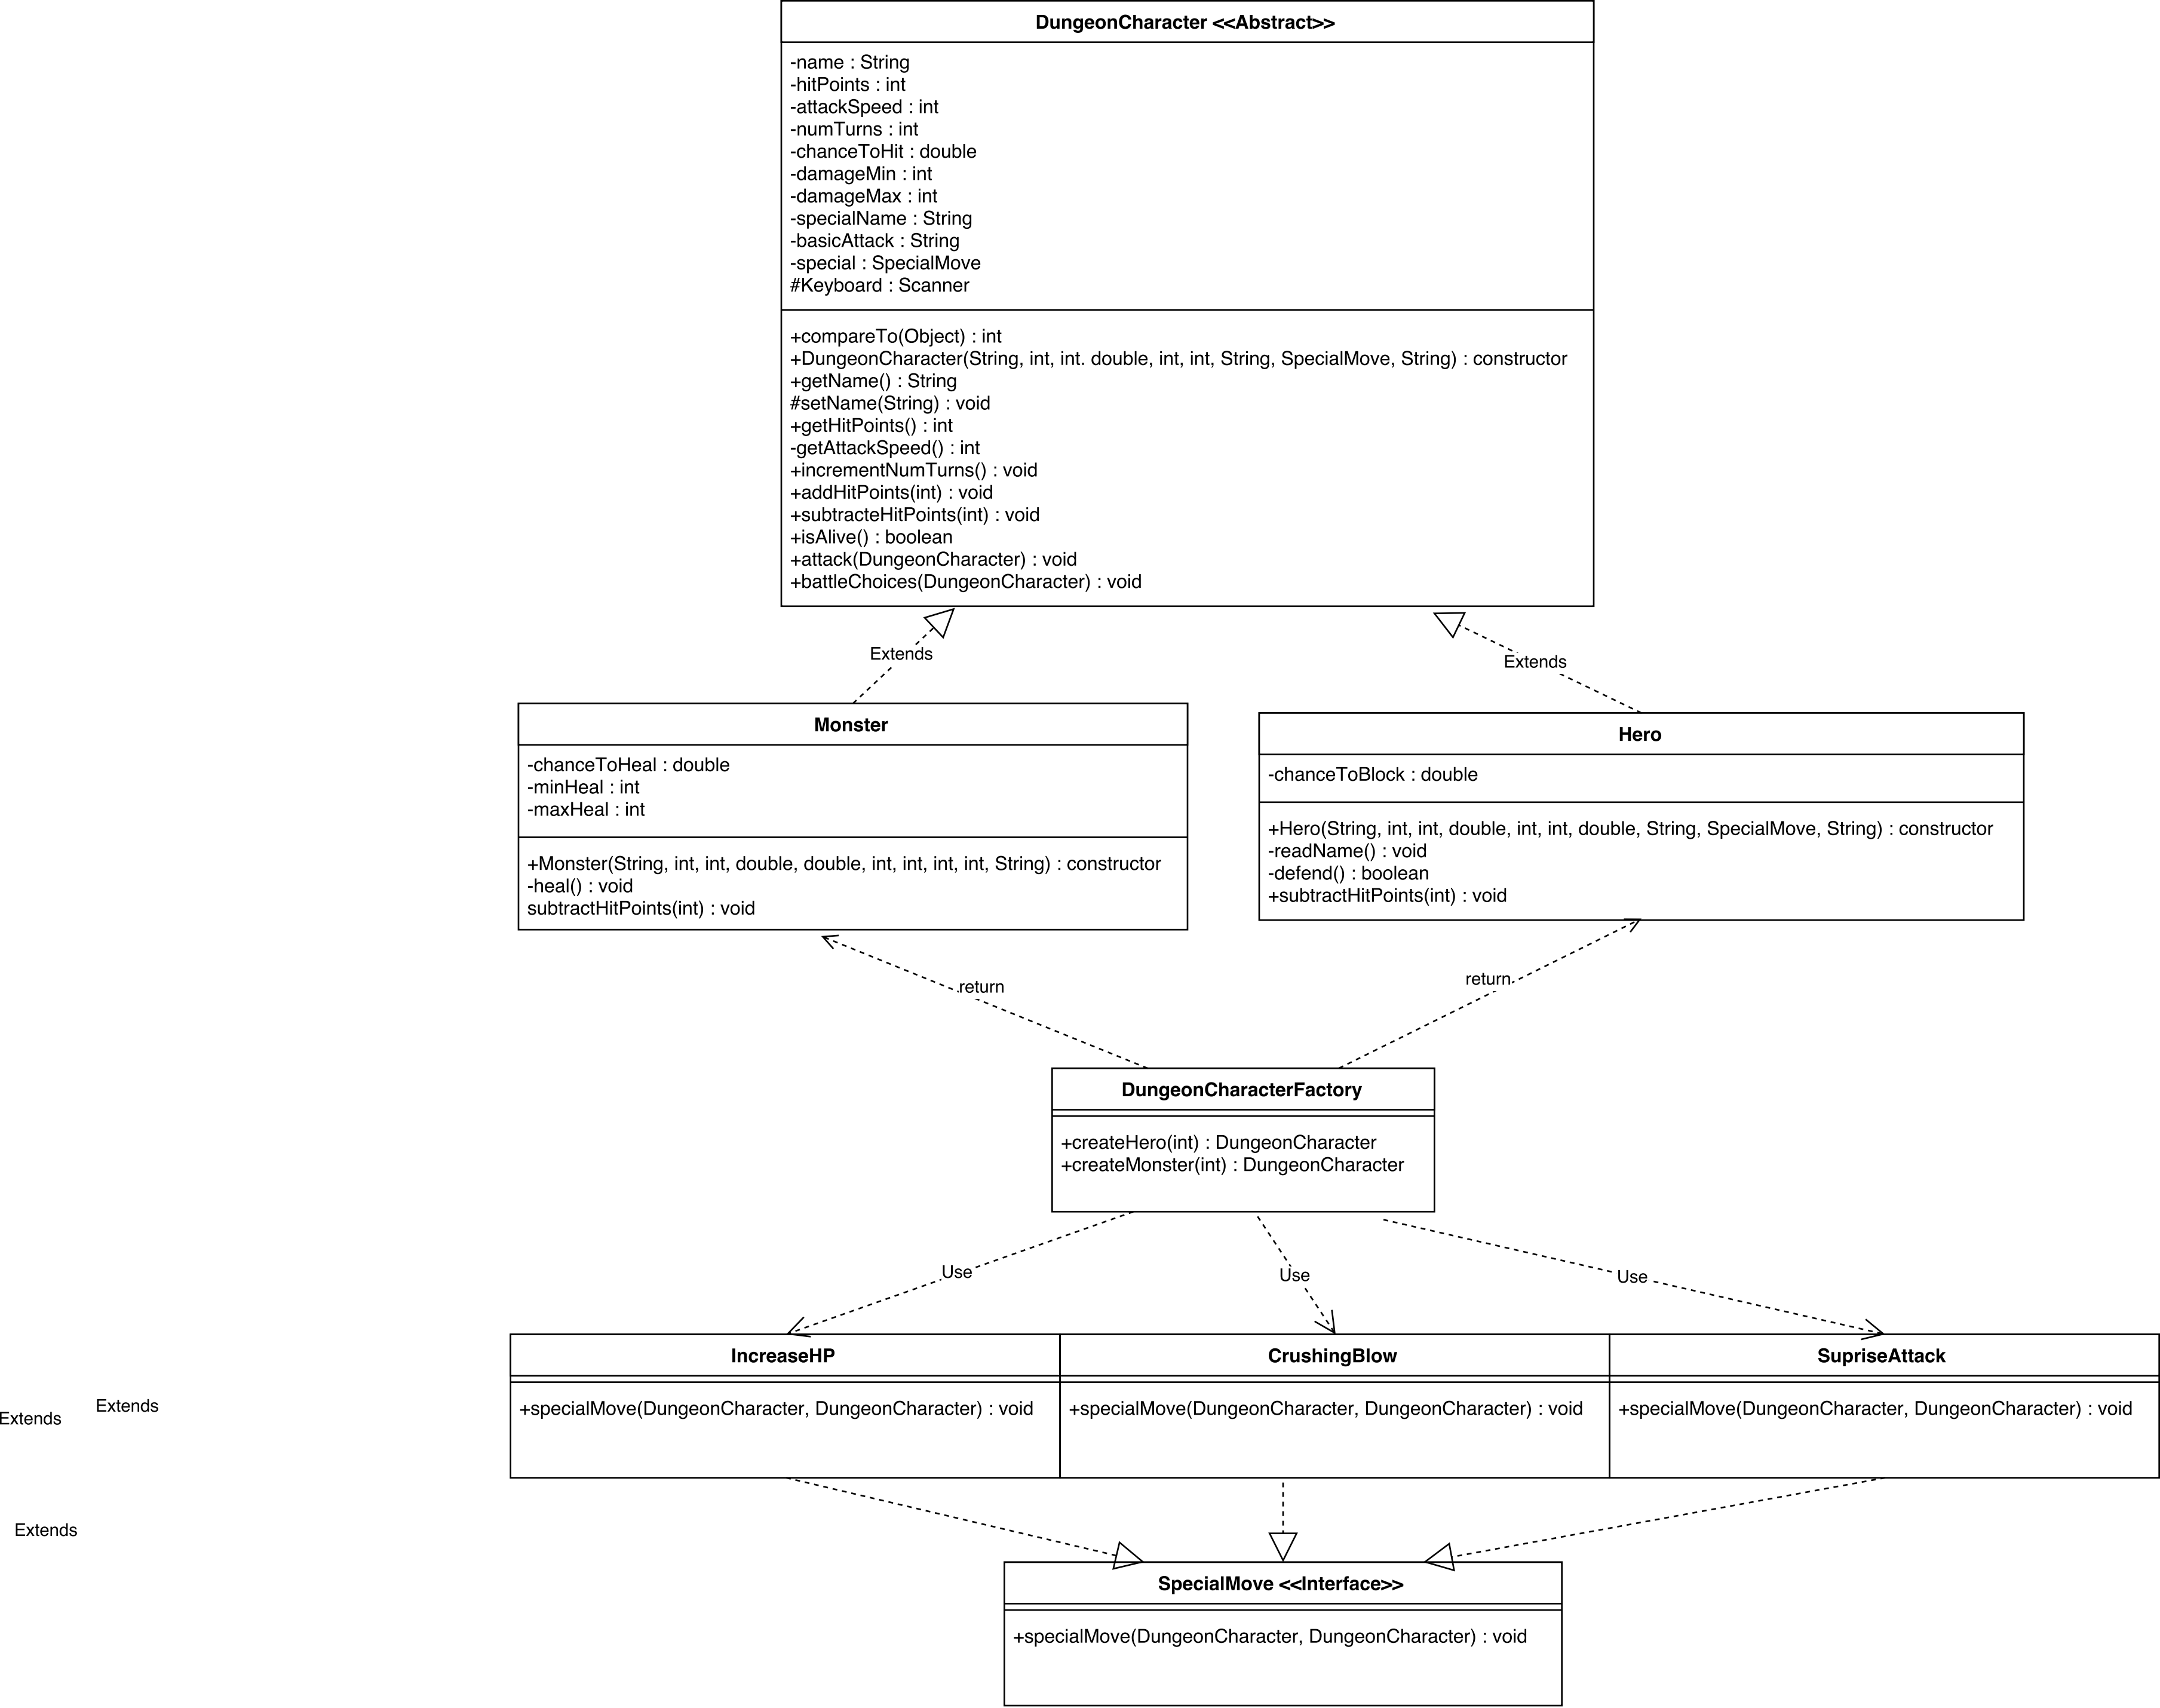 DungeonCharacter <<Abstract>>
-name : String
-hitPoints : int
-attackSpeed : int
-numTurns : int
-chanceToHit : double
-damageMin : int
-damageMax : int
-specialName : String
-basicAttack : String
-special : SpecialMove
#Keyboard : Scanner
+compareTo(Object) : int
+DungeonCharacter(String, int, int. double, int, int, String, SpecialMove, String) : constructor
+getName() : String
#setName(String) : void
+getHitPoints() : int
-getAttackSpeed() : int
+incrementNumTurns() : void
+addHitPoints(int) : void
+subtracteHitPoints(int) : void
+isAlive() : boolean
+attack(DungeonCharacter) : void
+battleChoices(DungeonCharacter) : void
Extends
Extends
Monster
-chanceToHeal : double
-minHeal : int
-maxHeal : int
+Monster(String, int, int, double, double, int, int, int, int, String) : constructor
-heal() : void
subtractHitPoints(int) : void
Hero
-chanceToBlock : double
+Hero(String, int, int, double, int, int, double, String, SpecialMove, String) : constructor
-readName() : void
-defend() : boolean
+subtractHitPoints(int) : void
return
return
DungeonCharacterFactory
+createHero(int) : DungeonCharacter
+createMonster(int) : DungeonCharacter
Use
Use
Use
IncreaseHP
+specialMove(DungeonCharacter, DungeonCharacter) : void
CrushingBlow
+specialMove(DungeonCharacter, DungeonCharacter) : void
SupriseAttack
+specialMove(DungeonCharacter, DungeonCharacter) : void
Extends
Extends
Extends
SpecialMove <<Interface>>
+specialMove(DungeonCharacter, DungeonCharacter) : void